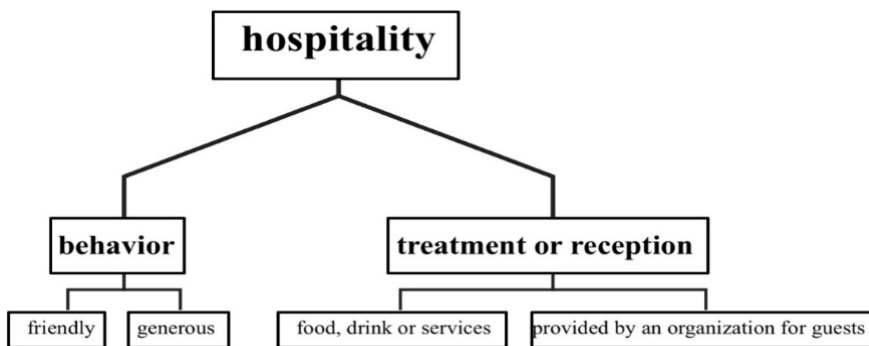 hospitality
behavior
treatment or reception
friendly
generous
food, drink or services
provided by an organization for guests